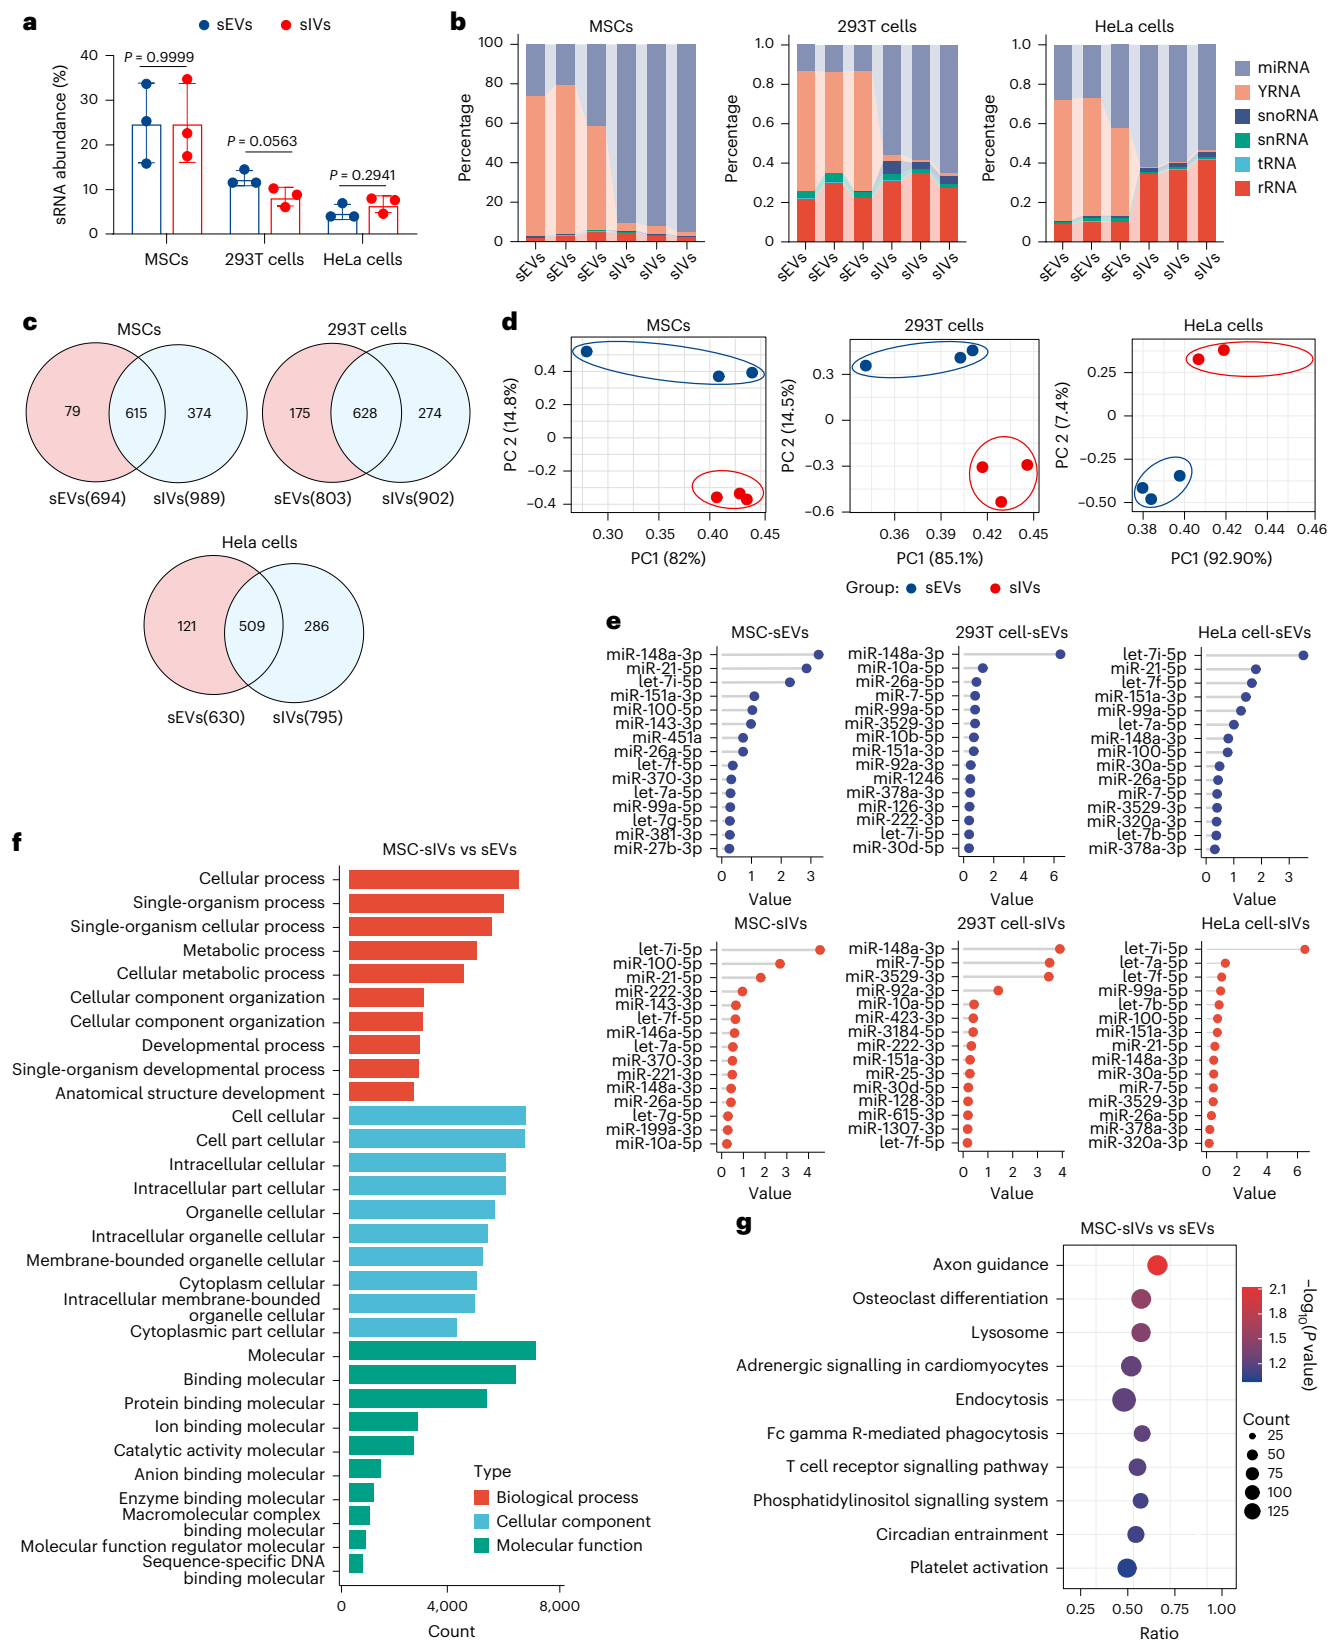 a
sEVs
sIVs
sRNA abundance (%)
40
30
20
10
0
P = 0.9999
P = 0.0563
P = 0.2941
MSCs
293T cells
HeLa cells
b
MSCs
Percentage
100
80
60
40
20
0
sEVs
sEVs
sEVs
sIVs
sIVs
sIVs
293T cells
Percentage
1.0
0.8
0.6
0.4
0.2
0
sEVs
sEVs
sEVs
sIVs
sIVs
sIVs
HeLa cells
Percentage
1.0
0.8
0.6
0.4
0.2
0
sEVs
sEVs
sEVs
sIVs
sIVs
sIVs
miRNA
YRNA
snoRNA
snRNA
tRNA
rRNA
c
MSCs
79
615
374
sEVs(694)
sIVs(989)
293T cells
175
628
274
sEVs(803)
sIVs(902)
Hela cells
121
509
286
sEVs(630)
sIVs(795)
d
MSCs
PC 2 (14.8%)
0.4
0.2
0
−0.2
−0.4
0.30
0.35
0.40
0.45
PC1 (82%)
293T cells
PC 2 (14.5%)
0.3
0
−0.3
−0.6
0.36
0.39
0.42
0.45
PC1 (85.1%)
HeLa cells
PC 2 (7.4%)
0.25
0
−0.25
−0.50
0.38
0.40
0.42
0.44
0.46
PC1 (92.90%)
Group:
sEVs
sIVs
e
MSC-sEVs
miR-148a-3p
miR-21-5p
let-7i-5p
miR-151a-3p
miR-100-5p
miR-143-3p
miR-451a
miR-26a-5p
let-7f-5p
miR-370-3p
let-7a-5p
miR-99a-5p
let-7g-5p
miR-381-3p
miR-27b-3p
0
1
2
3
Value
293T cell-sEVs
miR-148a-3p
miR-10a-5p
miR-26a-5p
miR-7-5p
miR-99a-5p
miR-3529-3p
miR-10b-5p
miR-151a-3p
miR-92a-3p
miR-1246
miR-378a-3p
miR-126-3p
miR-222-3p
let-7i-5p
miR-30d-5p
0
2
4
6
Value
HeLa cell-sEVs
let-7i-5p
miR-21-5p
let-7f-5p
miR-151a-3p
miR-99a-5p
let-7a-5p
miR-148a-3p
miR-100-5p
miR-30a-5p
miR-26a-5p
miR-7-5p
miR-3529-3p
miR-320a-3p
let-7b-5p
miR-378a-3p
0
1
2
3
Value
MSC-sIVs
let-7i-5p
miR-100-5p
miR-21-5p
miR-222-3p
miR-143-3p
let-7f-5p
miR-146a-5p
let-7a-5p
miR-370-3p
miR-221-3p
miR-148a-3p
miR-26a-5p
let-7g-5p
miR-199a-3p
miR-10a-5p
0
1
2
3
4
Value
293T cell-sIVs
miR-148a-3p
miR-7-5p
miR-3529-3p
miR-92a-3p
miR-10a-5p
miR-423-3p
miR-3184-5p
miR-222-3p
miR-151a-3p
miR-25-3p
miR-30d-5p
miR-128-3p
miR-615-3p
miR-1307-3p
let-7f-5p
0
1
2
3
4
Value
HeLa cell-sIVs
let-7i-5p
let-7a-5p
let-7f-5p
miR-99a-5p
let-7b-5p
miR-100-5p
miR-151a-3p
miR-21-5p
miR-148a-3p
miR-30a-5p
miR-7-5p
miR-3529-3p
miR-26a-5p
miR-378a-3p
miR-320a-3p
0
2
4
6
Value
f
MSC-sIVs vs sEVs
Cellular process
Single-organism process
Single-organism cellular process
Metabolic process
Cellular metabolic process
Cellular component organization
Cellular component organization
Developmental process
Single-organism developmental process
Anatomical structure development
Cell cellular
Cell part cellular
Intracellular cellular
Intracellular part cellular
Organelle cellular
Intracellular organelle cellular
Membrane-bounded organelle cellular
Cytoplasm cellular
Intracellular membrane-bounded
organelle cellular
Cytoplasmic part cellular
Molecular
Binding molecular
Protein binding molecular
Ion binding molecular
Catalytic activity molecular
Anion binding molecular
Enzyme binding molecular
Macromolecular complex
binding molecular
Molecular function regulator molecular
Sequence-specific DNA
binding molecular
0
4,000
8,000
Count
Type
Biological process
Cellular component
Molecular function
g
MSC-sIVs vs sEVs
Axon guidance
Osteoclast differentiation
Lysosome
Adrenergic signalling in cardiomyocytes
Endocytosis
Fc gamma R-mediated phagocytosis
T cell receptor signalling pathway
Phosphatidylinositol signalling system
Circadian entrainment
Platelet activation
0.25
0.50
0.75
1.00
Ratio
2.1
1.8
1.5
1.2
−log10(P value)
Count
25
50
75
100
125